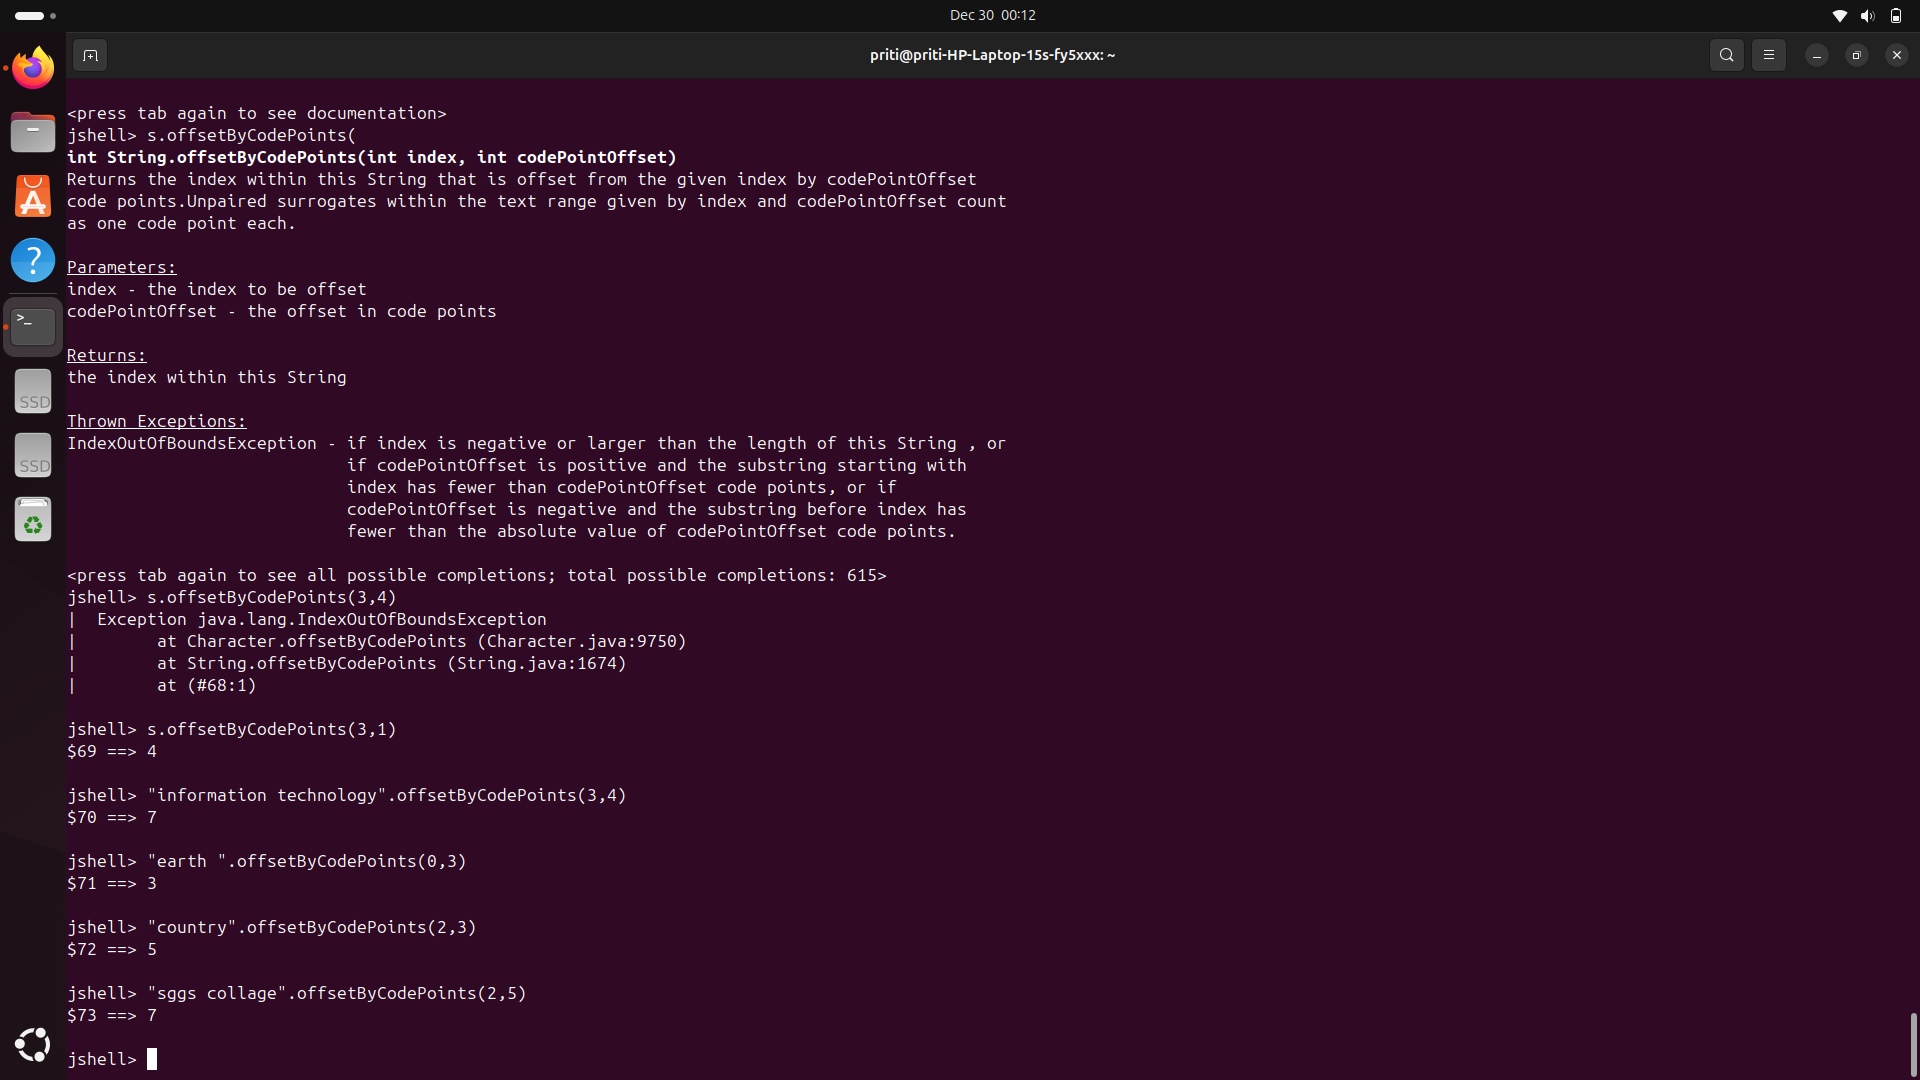 Dec 30 00:12
priti@priti-HP-Laptop-15s-fy5xxx: ~
<press tab again to see documentation>
jshell> s.offsetByCodePoints(
int String.offsetByCodePoints(int index, int codePointOffset)
Returns the index within this String that is offset from the given index by codePointOffset
code points.Unpaired surrogates within the text range given by index and codePointOffset count
as one code point each.
Parameters:
index - the index to be offset
codePointOffset - the offset in code points
Returns:
the index within this String
Thrown Exceptions:
IndexOutOfBoundsException - if index is negative or larger than the length of this String , or
if codePointOffset is positive and the substring starting with
index has fewer than codePointOffset code points, or if
codePointOffset is negative and the substring before index has
fewer than the absolute value of codePointOffset code points.
<press tab again to see all possible completions; total possible completions: 615>
jshell> s.offsetByCodePoints(3,4)
|  Exception java.lang.IndexOutOfBoundsException
|        at Character.offsetByCodePoints (Character.java:9750)
|        at String.offsetByCodePoints (String.java:1674)
|        at (#68:1)
jshell> s.offsetByCodePoints(3,1)
$69 ==> 4
jshell> "information technology".offsetByCodePoints(3,4)
$70 ==> 7
jshell> "earth ".offsetByCodePoints(0,3)
$71 ==> 3
jshell> "country".offsetByCodePoints(2,3)
$72 ==> 5
jshell> "sggs collage".offsetByCodePoints(2,5)
$73 ==> 7
jshell>
>_
SSD
SSD